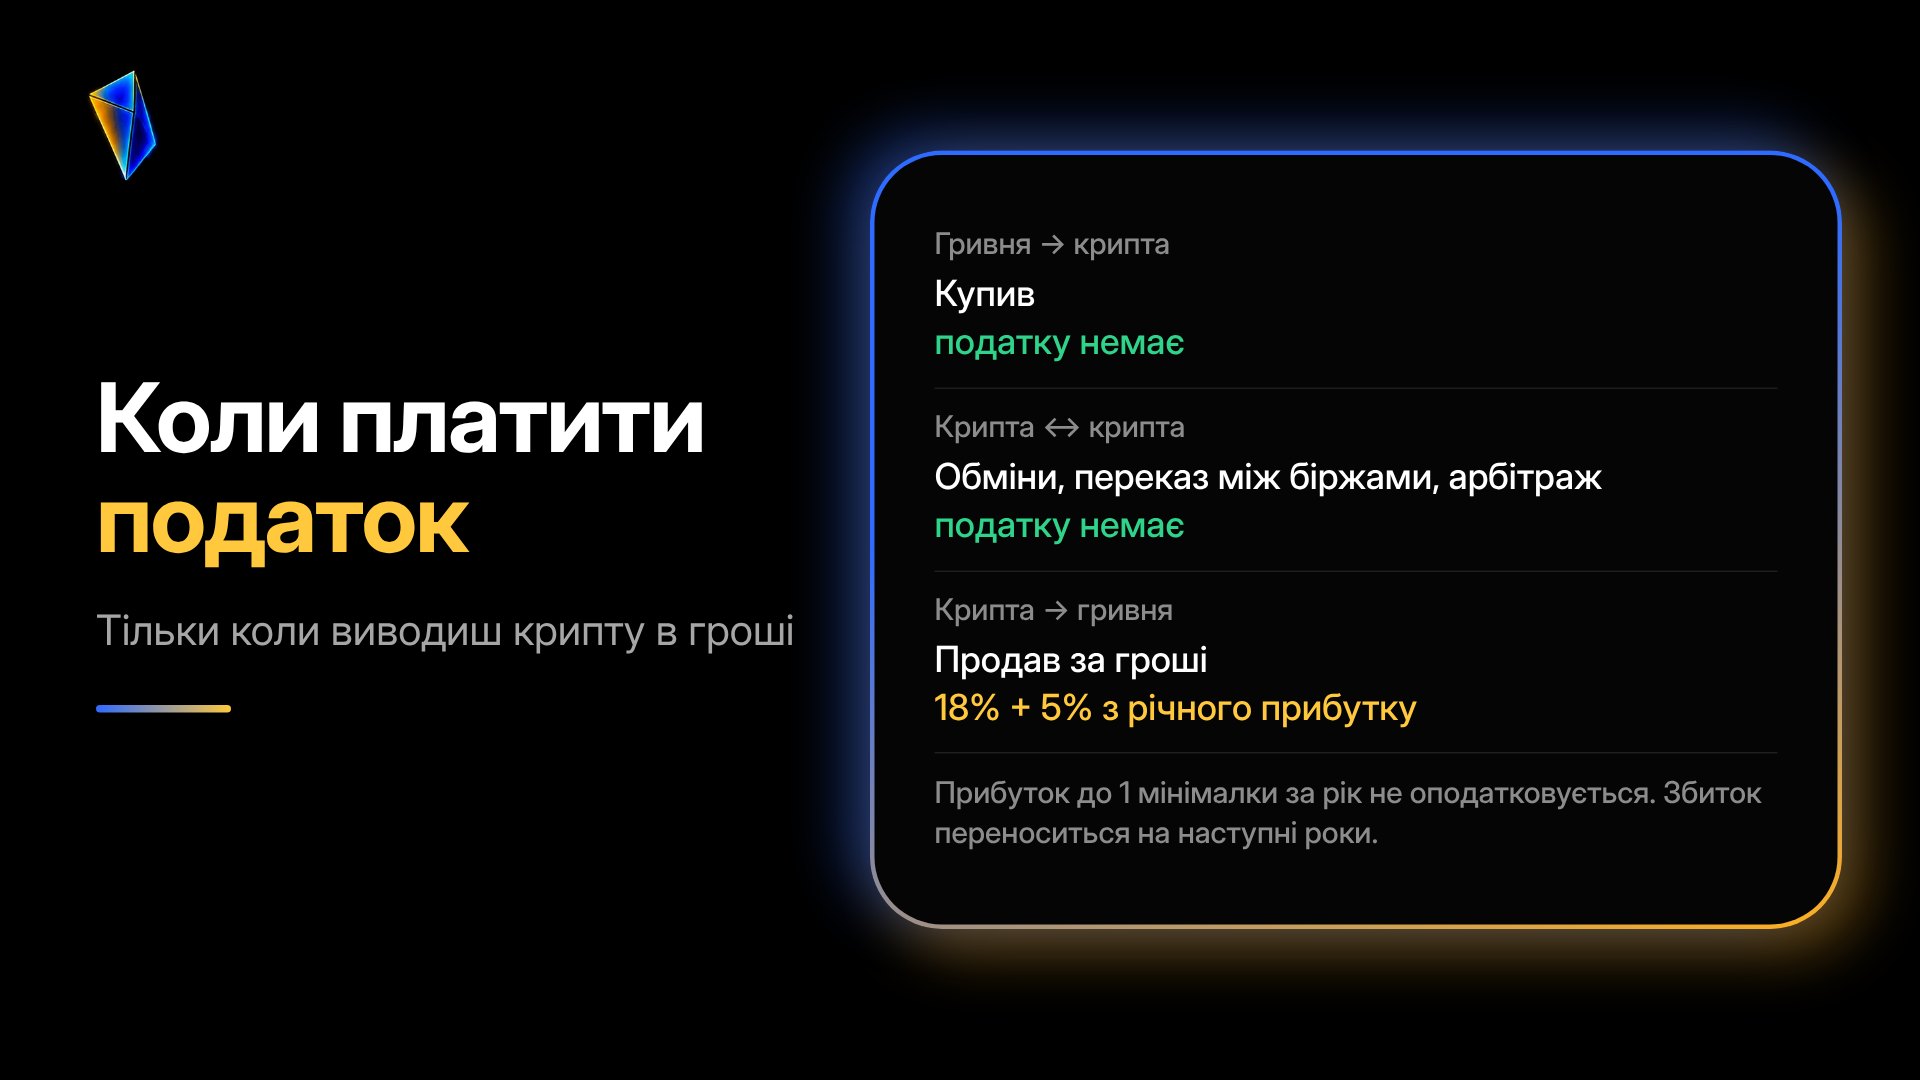 Коли платити
податок
Тільки коли виводиш крипту в гроші
Гривня → крипта
Купив
податку немає
Крипта ↔ крипта
Обміни, переказ між біржами, арбітраж
податку немає
Крипта → гривня
Продав за гроші
18% + 5% з річного прибутку
Прибуток до 1 мінімалки за рік не оподатковується. Збиток
переноситься на наступні роки.